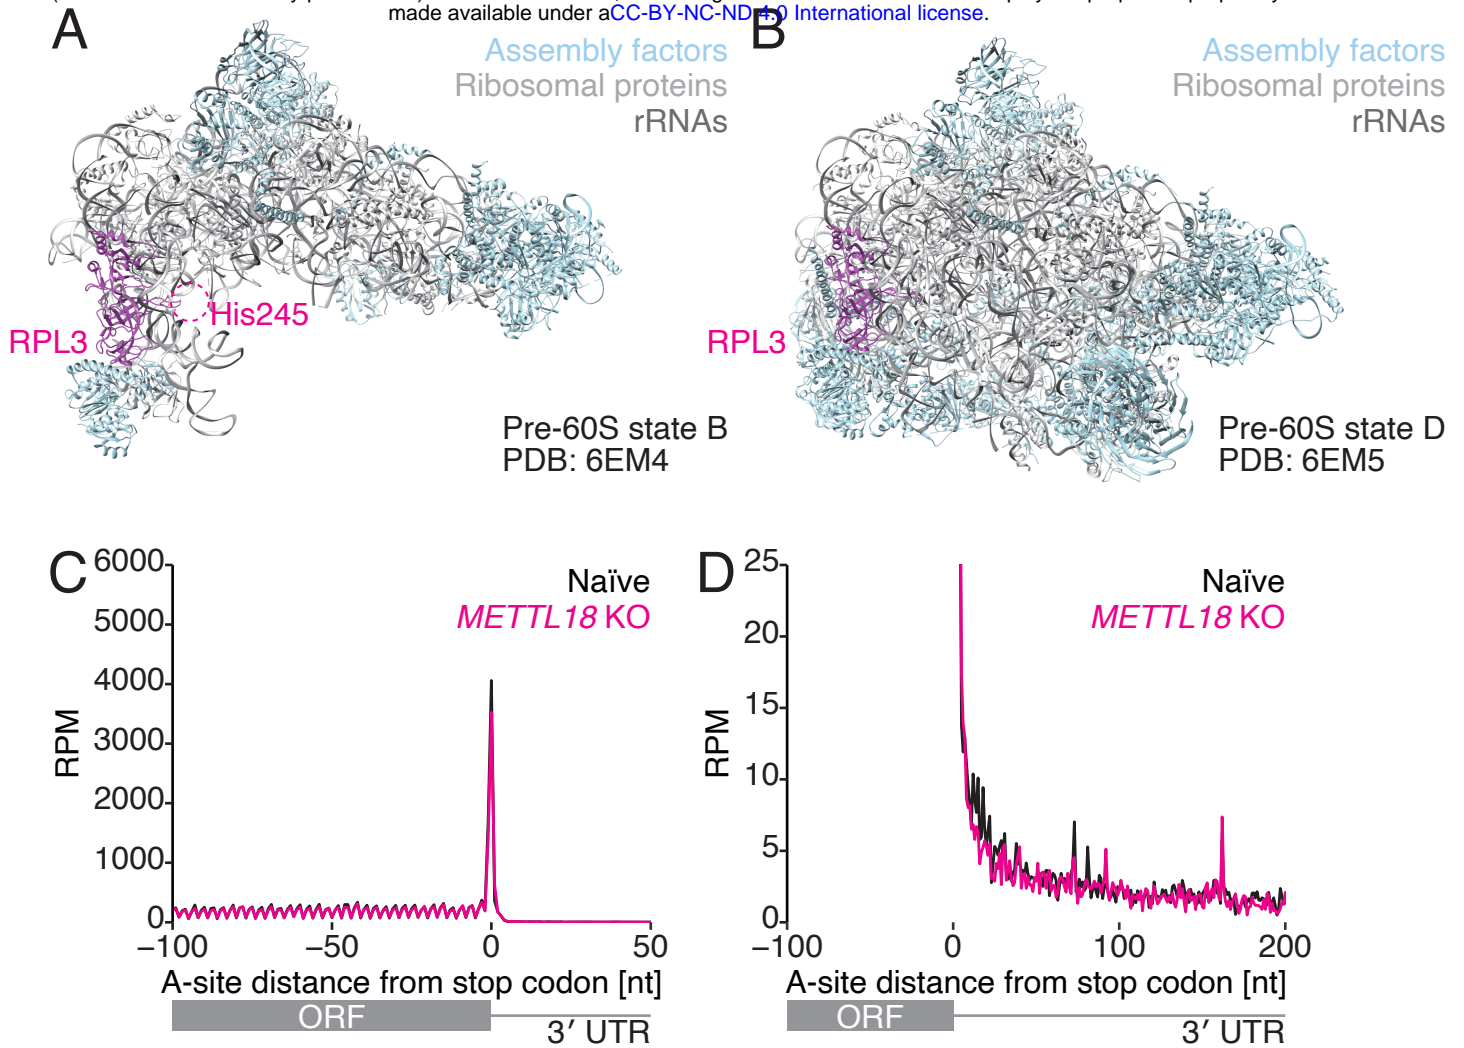 made available under aCC-BY-NC-ND 4.0 International license.
A
Assembly factors
Ribosomal proteins
rRNAs
RPL3
His245
Pre-60S state B
PDB: 6EM4
B
Assembly factors
Ribosomal proteins
rRNAs
RPL3
Pre-60S state D
PDB: 6EM5
C
Naïve
METTL18 KO
RPM
6000
5000
4000
3000
2000
1000
0
−100
−50
0
50
A-site distance from stop codon [nt]
ORF
3′ UTR
D
Naïve
METTL18 KO
RPM
25
20
15
10
5
0
−100
0
100
200
A-site distance from stop codon [nt]
ORF
3′ UTR